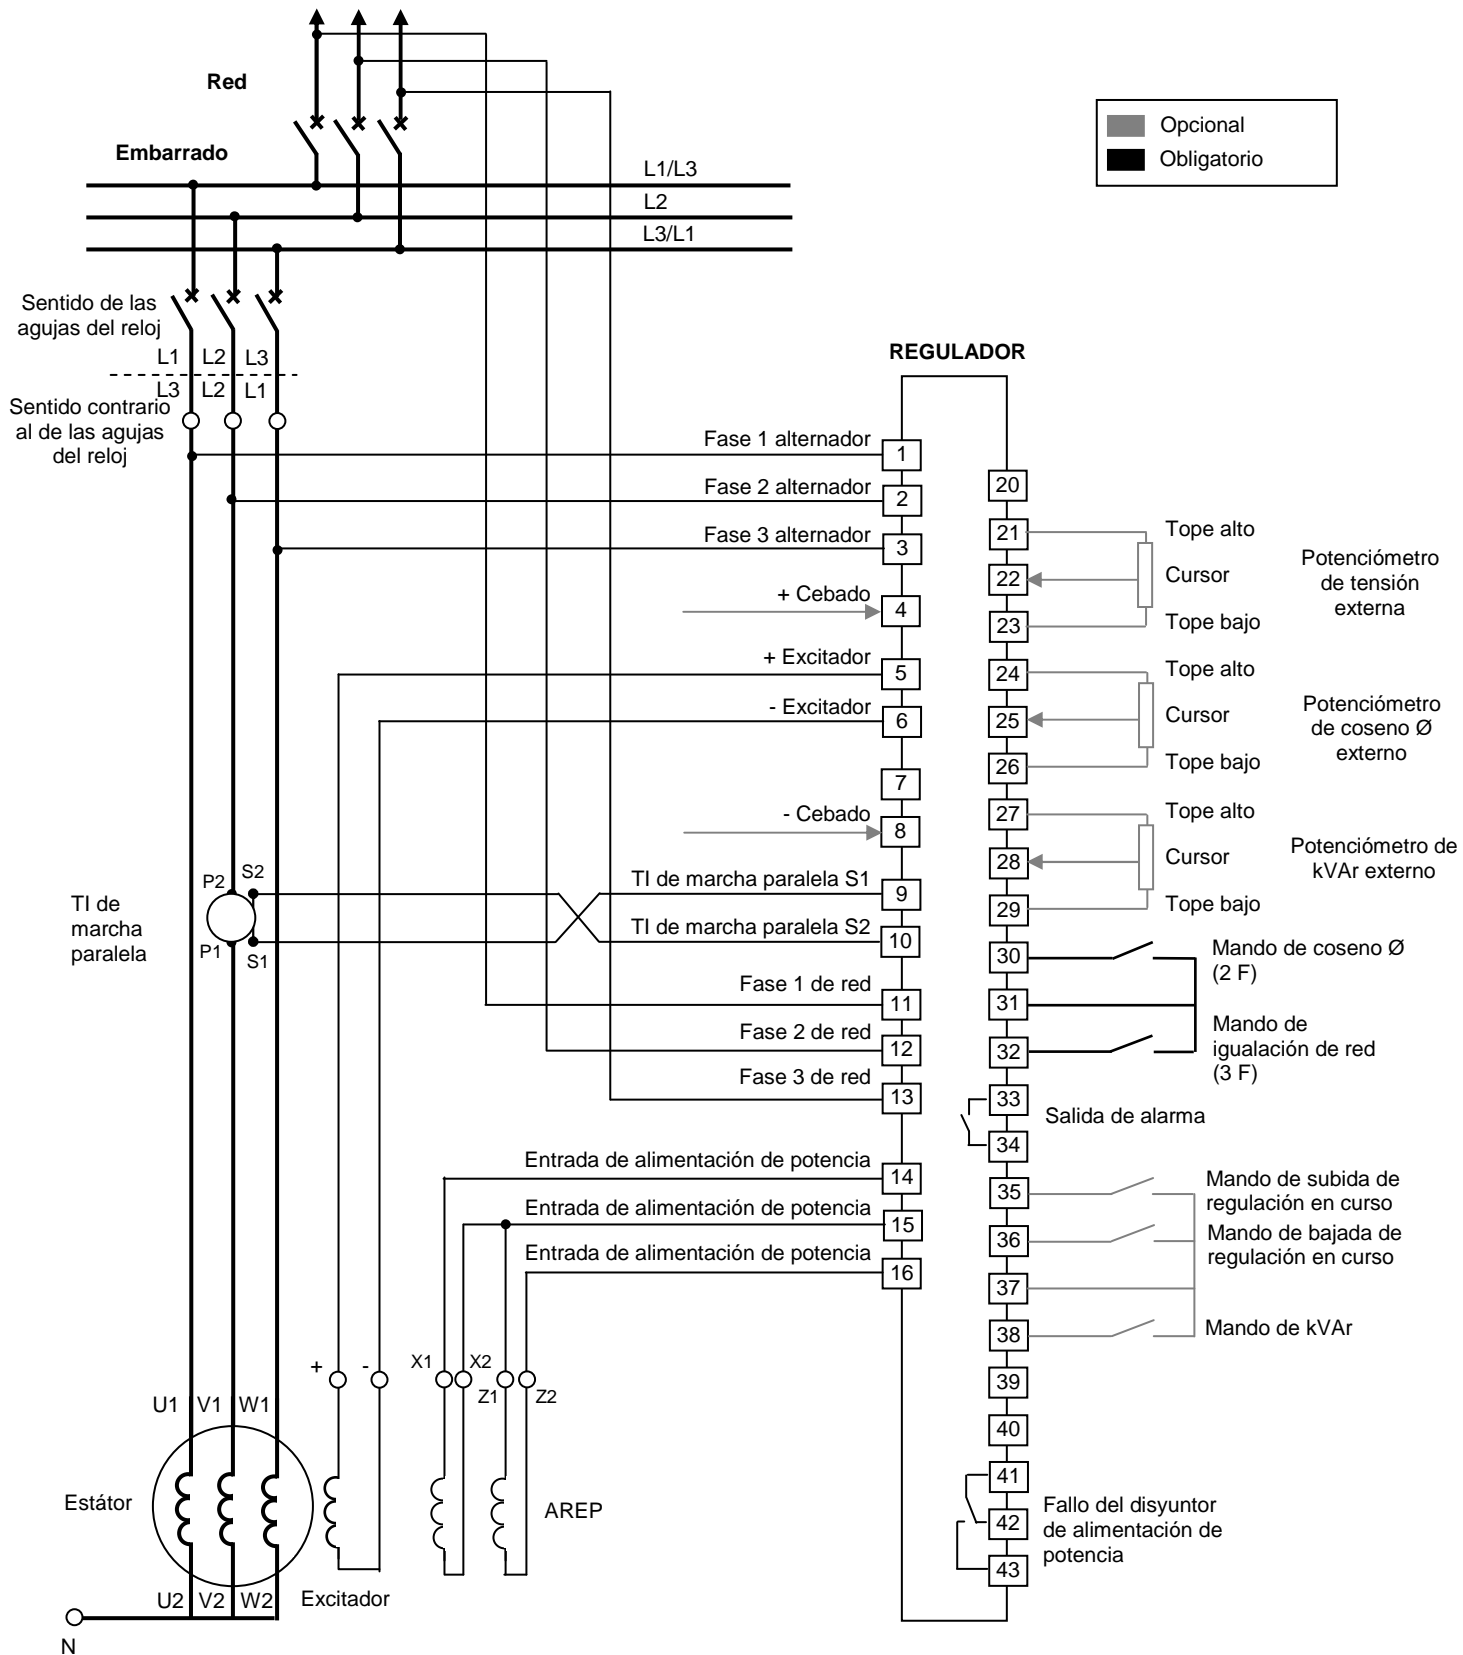 Red
Embarrado
L1/L3
L2
L3/L1
Opcional
Obligatorio
Sentido de las
agujas del reloj
L1 L2 L3
L3 L2 L1
Sentido contrario
al de las agujas
del reloj
REGULADOR
Fase 1 alternador
1
Fase 2 alternador
2
Fase 3 alternador
3
+ Cebado
4
+ Excitador
5
- Excitador
6
7
- Cebado
8
TI de marcha paralela S1
9
TI de marcha paralela S2
10
Fase 1 de red
11
Fase 2 de red
12
Fase 3 de red
13
Entrada de alimentación de potencia
14
Entrada de alimentación de potencia
15
Entrada de alimentación de potencia
16
20
21
Tope alto
22
Cursor
23
Tope bajo
Potenciómetro
de tensión
externa
24
Tope alto
25
Cursor
26
Tope bajo
Potenciómetro
de coseno Ø
externo
27
Tope alto
28
Cursor
29
Tope bajo
Potenciómetro de
kVAr externo
30
Mando de coseno Ø
(2 F)
31
32
Mando de
igualación de red
(3 F)
33
Salida de alarma
34
35
Mando de subida de
regulación en curso
36
Mando de bajada de
regulación en curso
37
38
Mando de kVAr
39
40
41
42
43
Fallo del disyuntor
de alimentación de
potencia
TI de
marcha
paralela
P2 S2
P1 S1
+ -
X1 X2
Z1 Z2
U1 V1 W1
Estátor
AREP
U2 V2 W2
Excitador
N